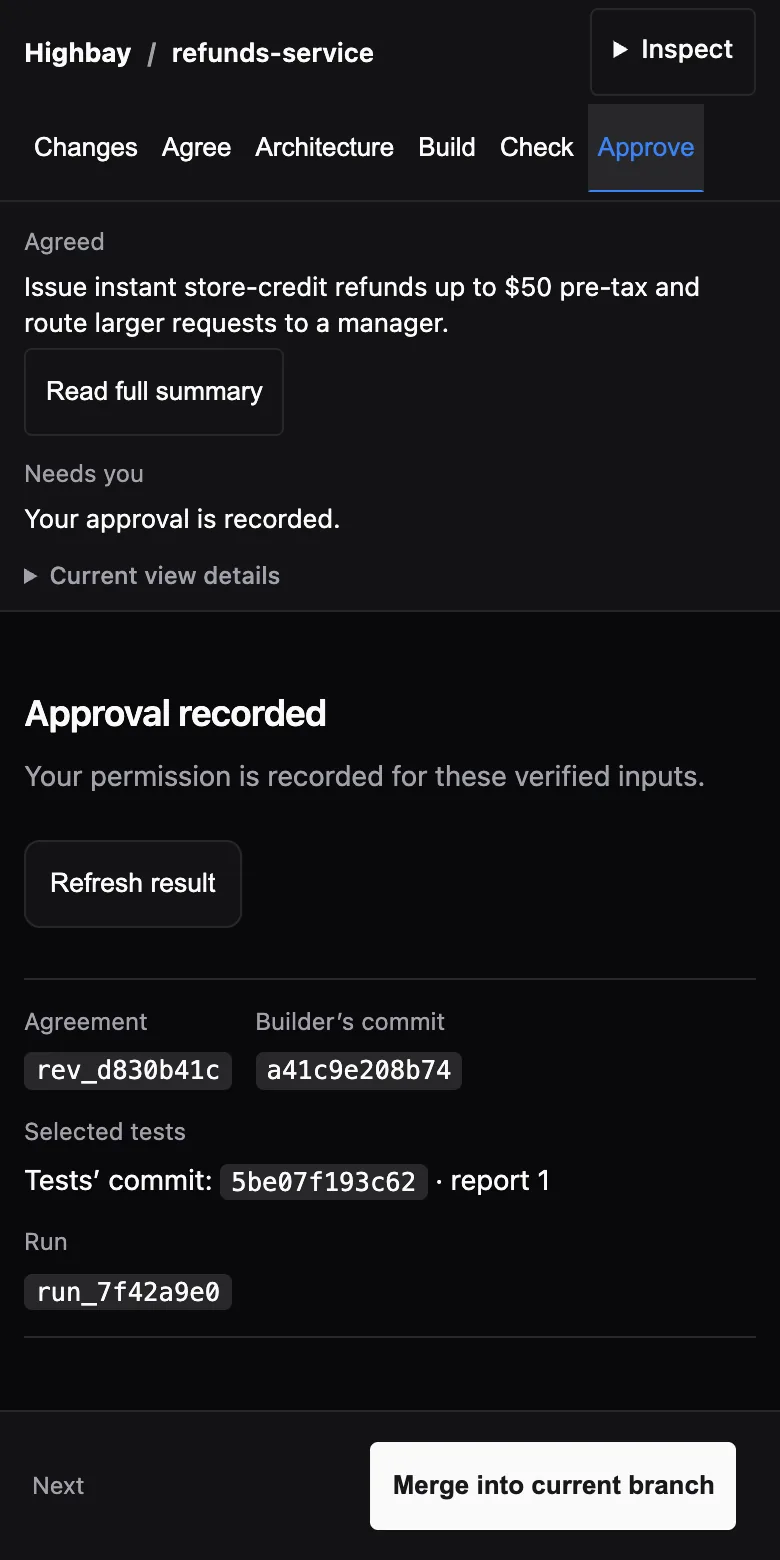 Highbay / refunds-service
▶ Inspect
Changes Agree Architecture Build Check Approve
Agreed
Issue instant store-credit refunds up to $50 pre-tax and
route larger requests to a manager.
Read full summary
Needs you
Your approval is recorded.
▶ Current view details
Approval recorded
Your permission is recorded for these verified inputs.
Refresh result
Agreement Builder’s commit
rev_d830b41c a41c9e208b74
Selected tests
Tests’ commit: 5be07f193c62 · report 1
Run
run_7f42a9e0
Next
Merge into current branch